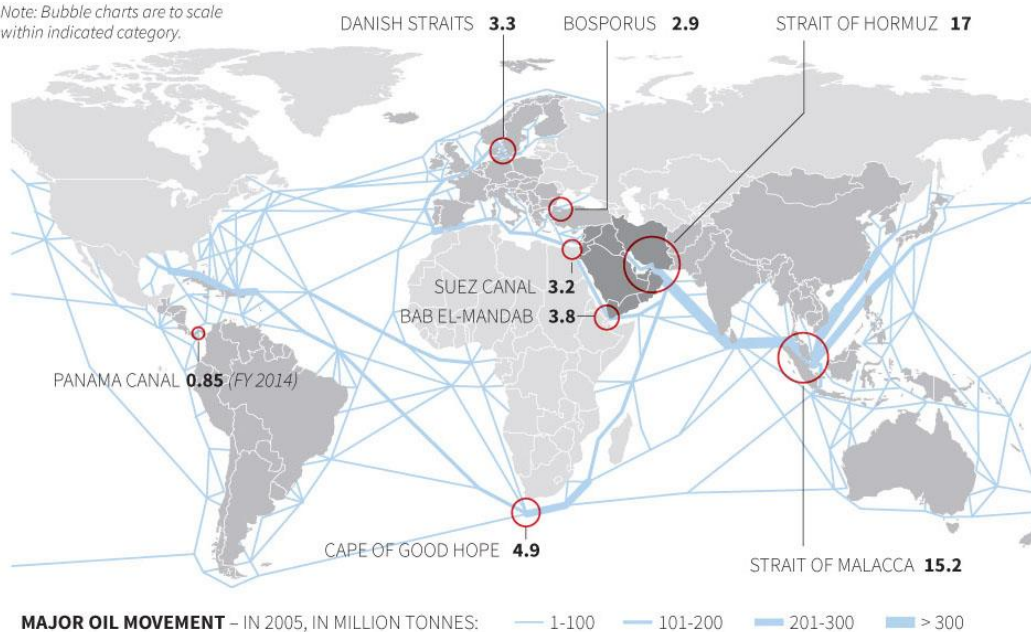 Note: Bubble charts are to scale
within indicated category.
DANISH STRAITS 3.3
BOSPORUS 2.9
STRAIT OF HORMUZ 17
SUEZ CANAL 3.2
BAB EL-MANDAB 3.8
PANAMA CANAL 0.85 (FY 2014)
CAPE OF GOOD HOPE 4.9
STRAIT OF MALACCA 15.2
MAJOR OIL MOVEMENT – IN 2005, IN MILLION TONNES: 1-100 101-200 201-300 > 300